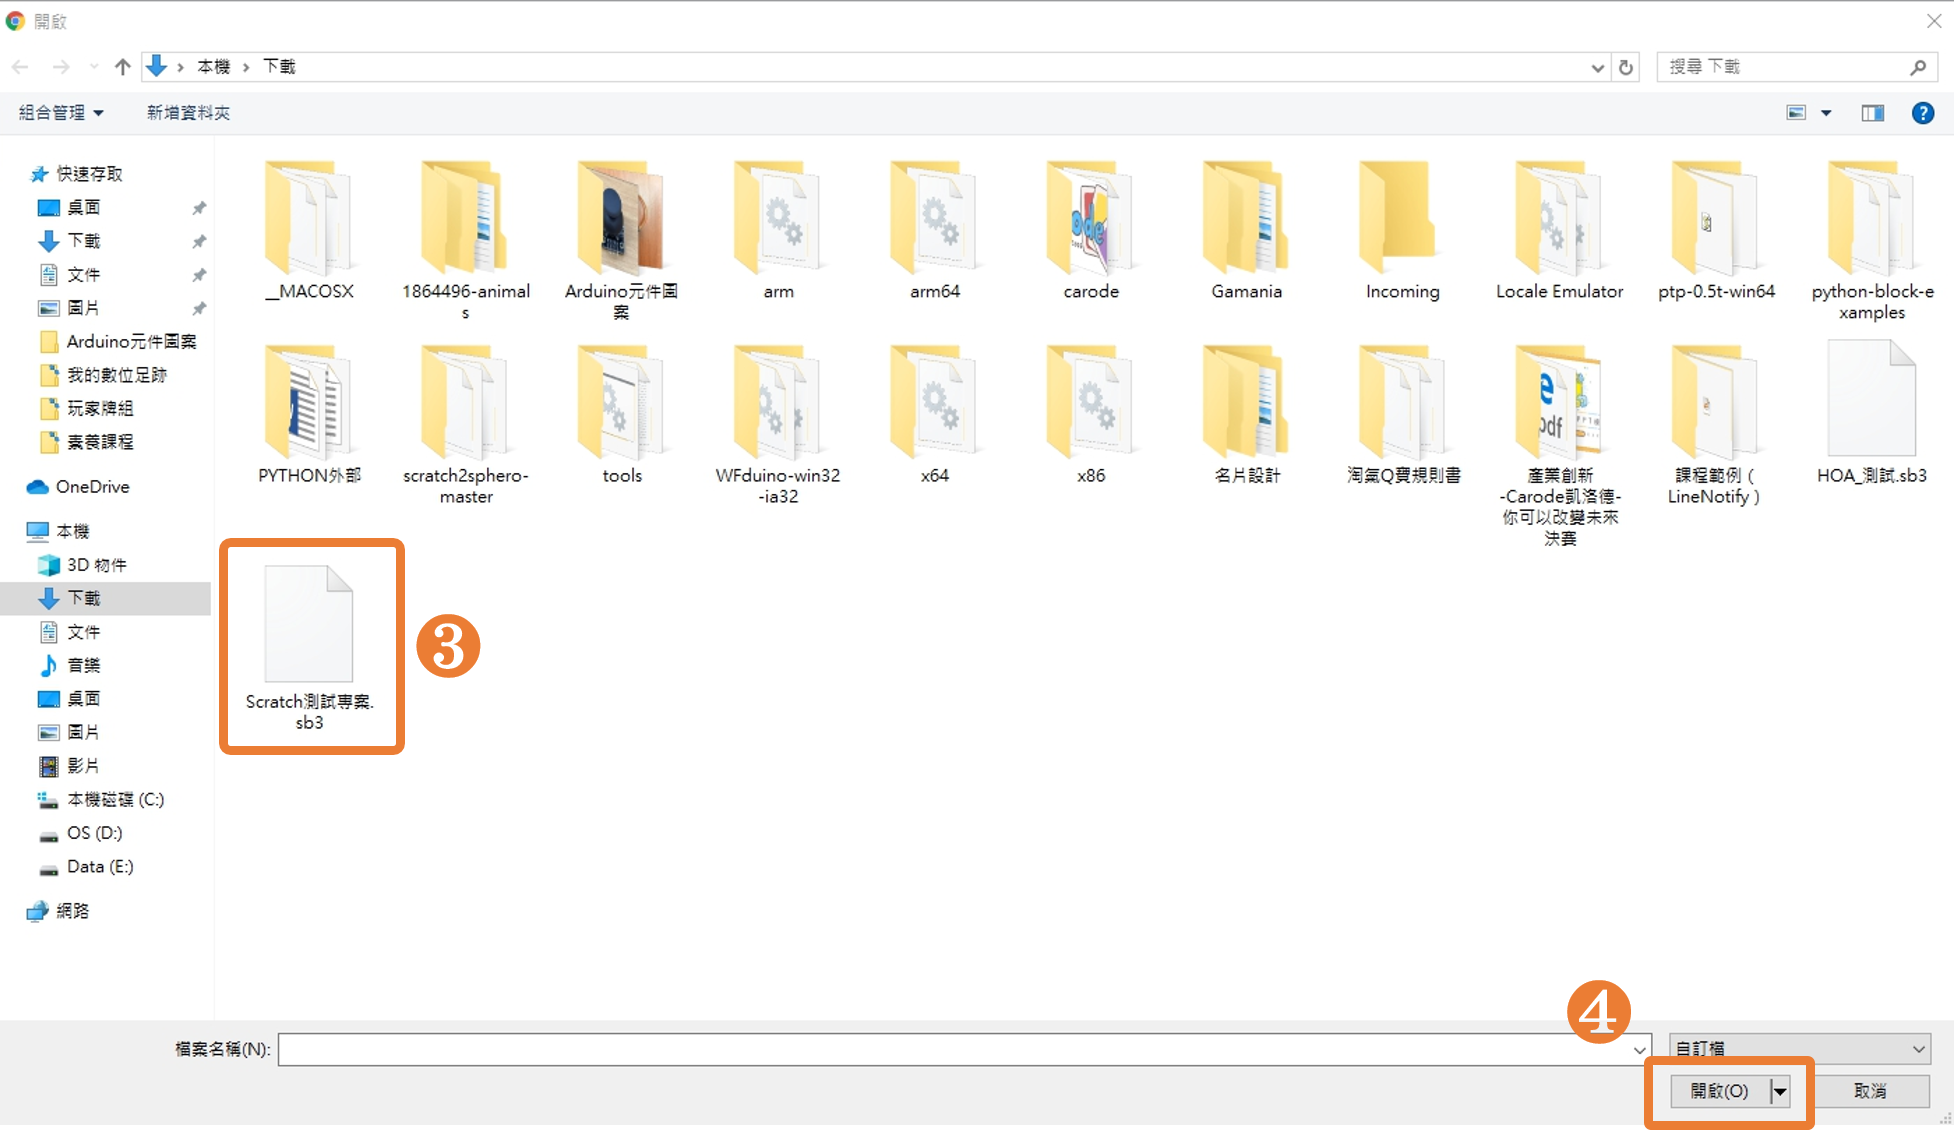 開啟
本機
下載
搜尋 下載
組合管理
新增資料夾
快速存取
桌面
下載
文件
圖片
Arduino元件圖案
我的數位足跡
玩家牌組
素養課程
OneDrive
本機
3D 物件
下載
文件
音樂
桌面
圖片
影片
本機磁碟 (C:)
OS (D:)
Data (E:)
網路
__MACOSX
1864496-animal
s
Arduino元件圖
案
arm
arm64
carode
Gamania
Incoming
Locale Emulator
ptp-0.5t-win64
python-block-e
xamples
PYTHON外部
scratch2sphero-
master
tools
WFduino-win32
-ia32
x64
x86
名片設計
淘氣Q寶規則書
產業創新
-Carode凱洛德-
你可以改變未來
決賽
課程範例（
LineNotify）
HOA_測試.sb3
Scratch測試專案.
sb3
3
4
檔案名稱(N):
自訂檔
開啟(O)
取消